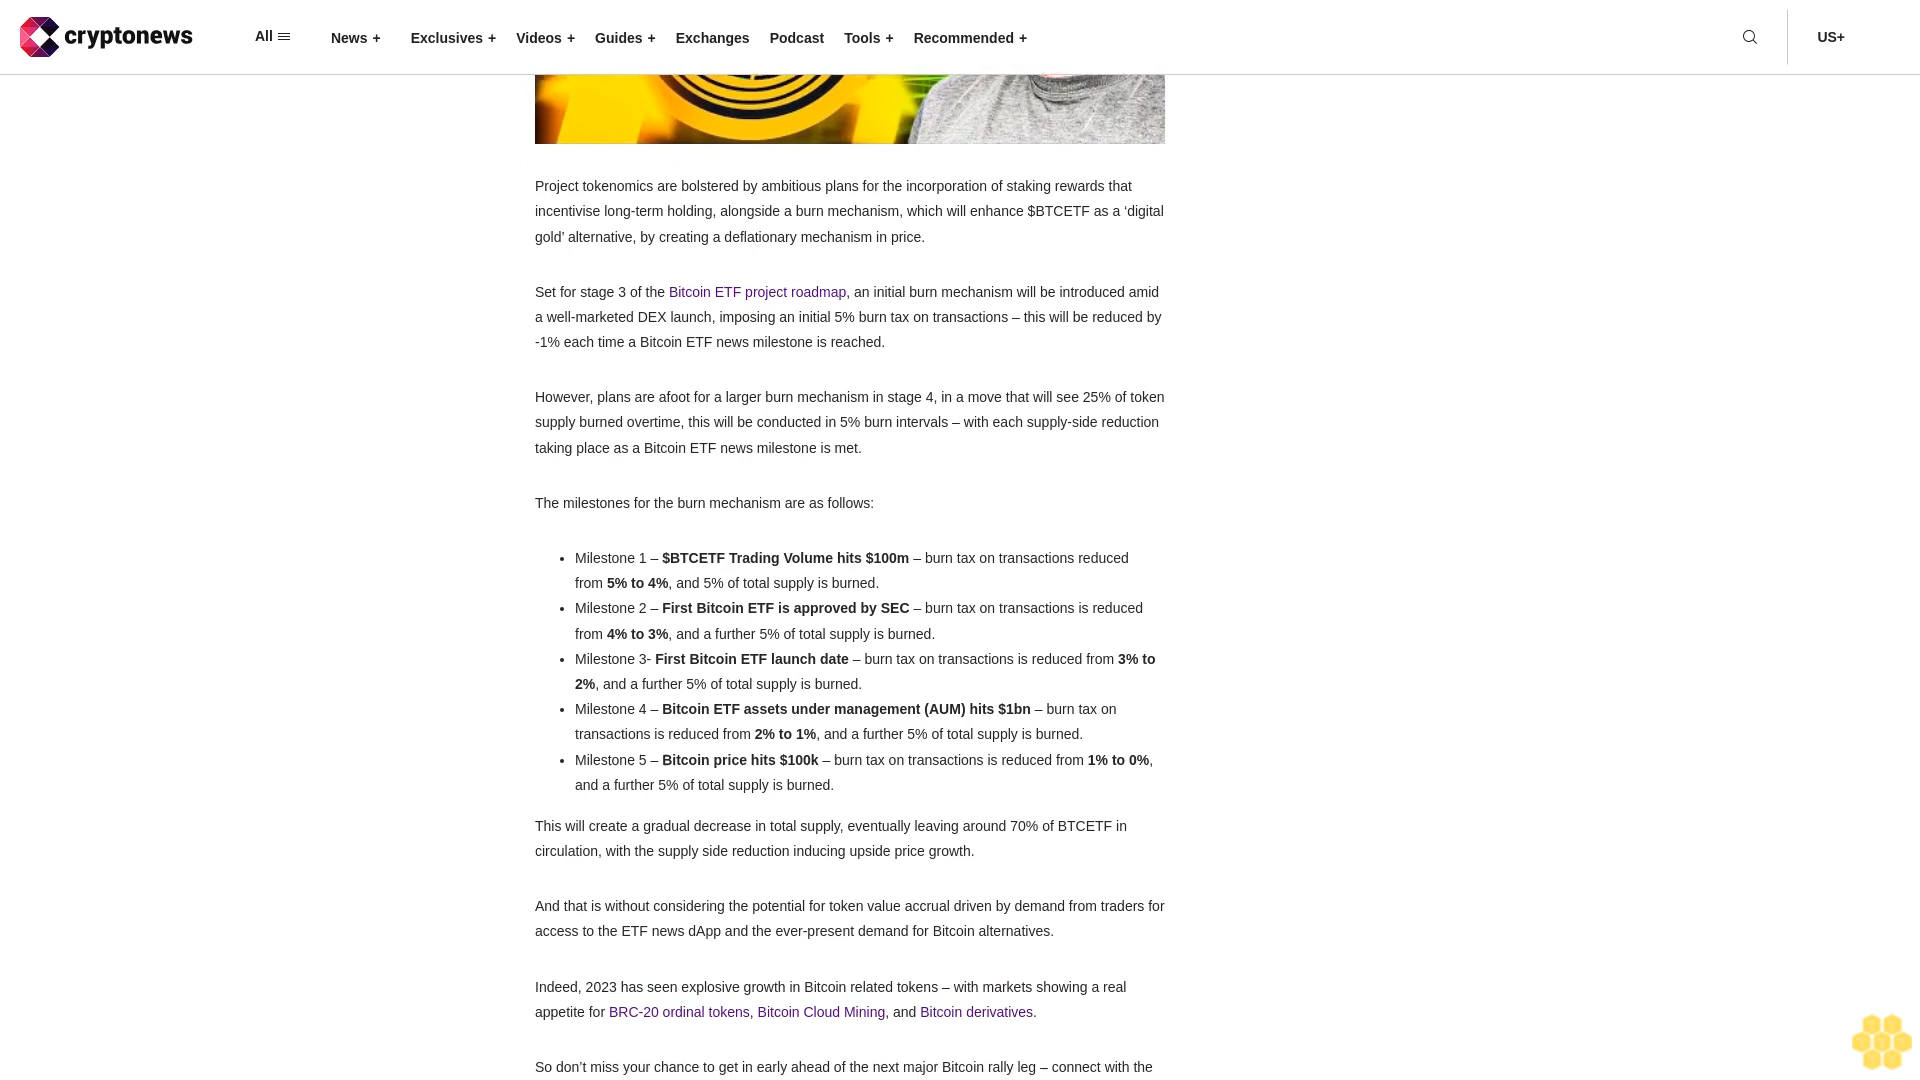 cryptonews
All
News +
Exclusives +
Videos +
Guides +
Exchanges
Podcast
Tools +
Recommended +
US+
Project tokenomics are bolstered by ambitious plans for the incorporation of staking rewards that
incentivise long-term holding, alongside a burn mechanism, which will enhance $BTCETF as a ‘digital
gold’ alternative, by creating a deflationary mechanism in price.
Set for stage 3 of the Bitcoin ETF project roadmap, an initial burn mechanism will be introduced amid
a well-marketed DEX launch, imposing an initial 5% burn tax on transactions – this will be reduced by
-1% each time a Bitcoin ETF news milestone is reached.
However, plans are afoot for a larger burn mechanism in stage 4, in a move that will see 25% of token
supply burned overtime, this will be conducted in 5% burn intervals – with each supply-side reduction
taking place as a Bitcoin ETF news milestone is met.
The milestones for the burn mechanism are as follows:
• Milestone 1 – $BTCETF Trading Volume hits $100m – burn tax on transactions reduced
from 5% to 4%, and 5% of total supply is burned.
• Milestone 2 – First Bitcoin ETF is approved by SEC – burn tax on transactions is reduced
from 4% to 3%, and a further 5% of total supply is burned.
• Milestone 3- First Bitcoin ETF launch date – burn tax on transactions is reduced from 3% to
2%, and a further 5% of total supply is burned.
• Milestone 4 – Bitcoin ETF assets under management (AUM) hits $1bn – burn tax on
transactions is reduced from 2% to 1%, and a further 5% of total supply is burned.
• Milestone 5 – Bitcoin price hits $100k – burn tax on transactions is reduced from 1% to 0%,
and a further 5% of total supply is burned.
This will create a gradual decrease in total supply, eventually leaving around 70% of BTCETF in
circulation, with the supply side reduction inducing upside price growth.
And that is without considering the potential for token value accrual driven by demand from traders for
access to the ETF news dApp and the ever-present demand for Bitcoin alternatives.
Indeed, 2023 has seen explosive growth in Bitcoin related tokens – with markets showing a real
appetite for BRC-20 ordinal tokens, Bitcoin Cloud Mining, and Bitcoin derivatives.
So don’t miss your chance to get in early ahead of the next major Bitcoin rally leg – connect with the